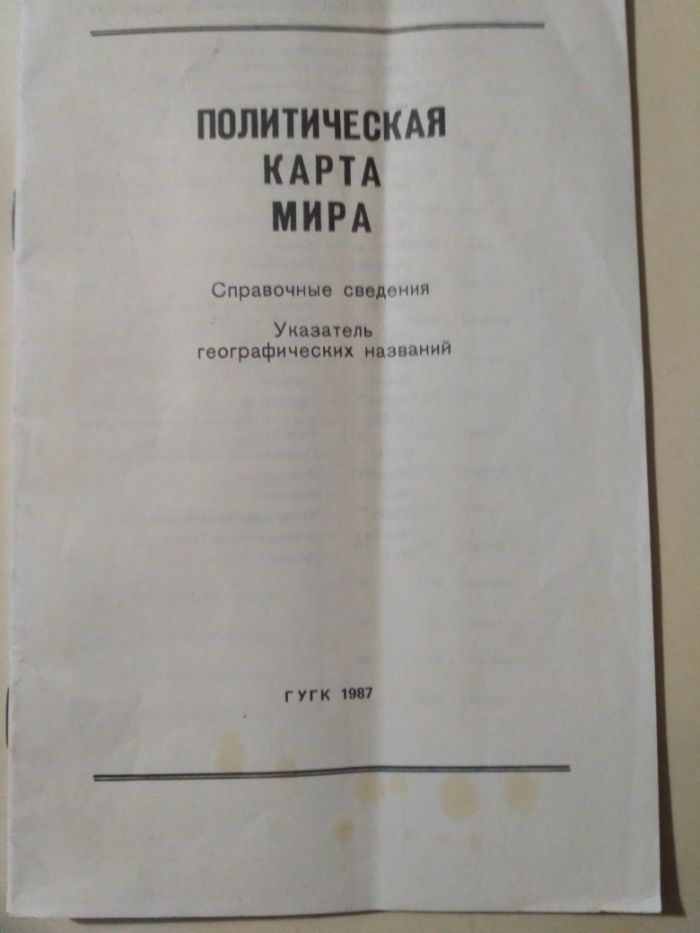 ПОЛИТИЧЕСКАЯ
КАРТА
МИРА
Справочные сведения
Указатель
географических названий
ГУГК 1987